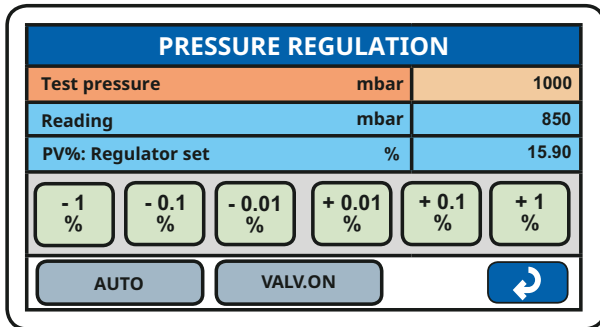 PRESSURE REGULATION
Test pressure mbar 1000
Reading mbar 850
PV%: Regulator set % 15.90
- 1 - 0.1 - 0.01 + 0.01 + 0.1 + 1
% % % % % %
AUTO VALV.ON